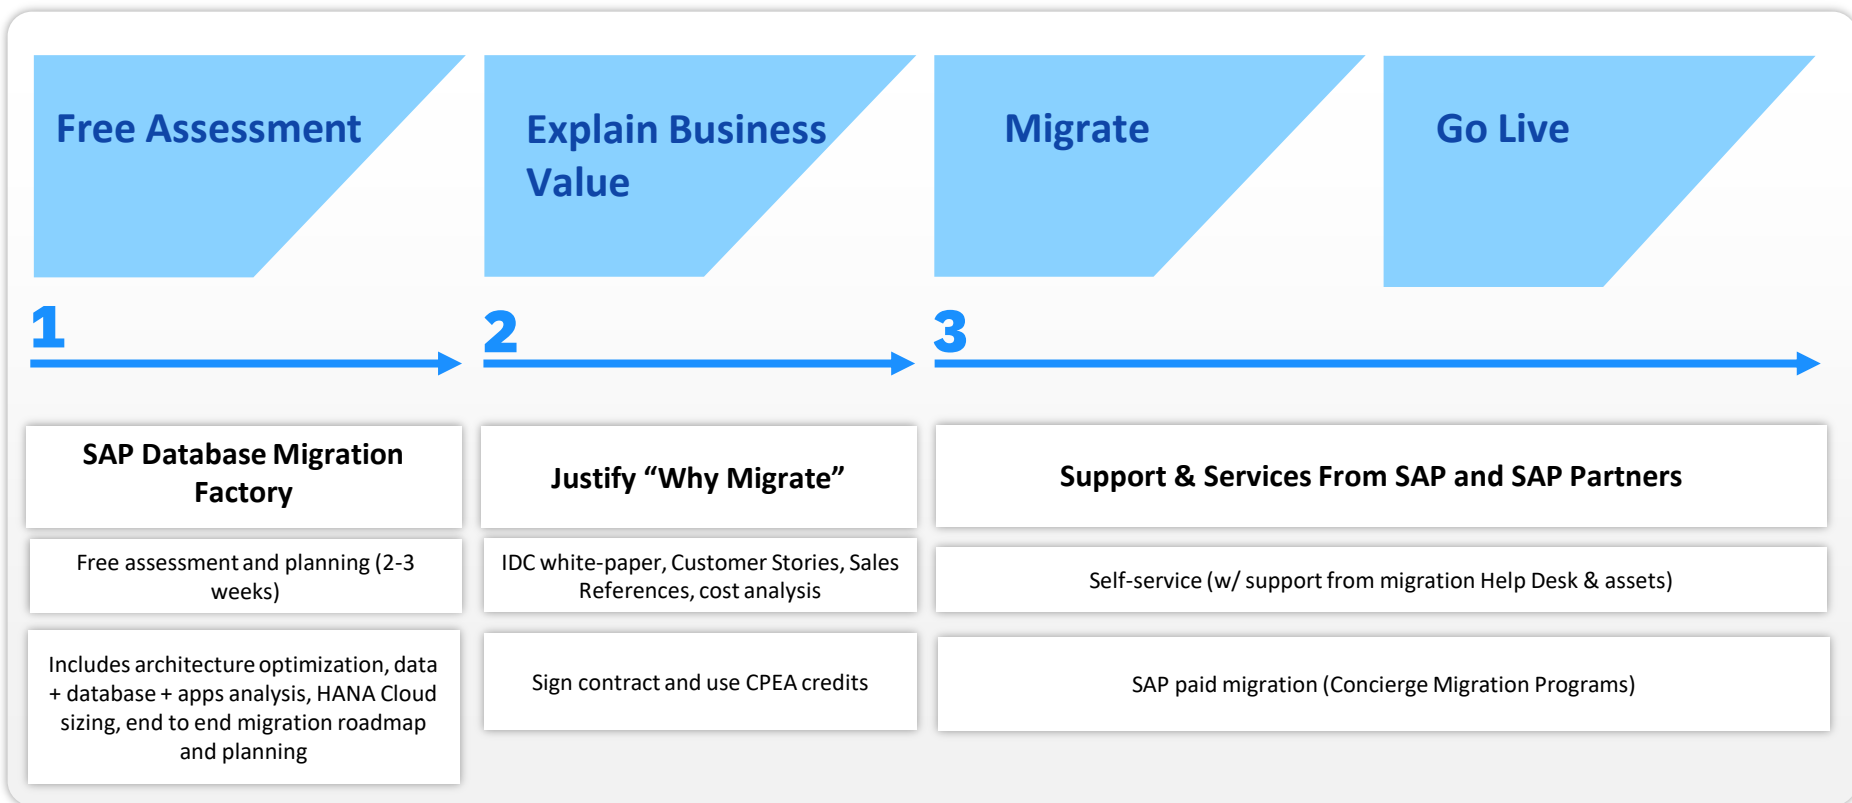 Free Assessment
Explain Business
Value
Migrate
Go Live
1
2
3
SAP Database Migration
Factory
Justify “Why Migrate”
Support & Services From SAP and SAP Partners
Free assessment and planning (2-3
weeks)
IDC white-paper, Customer Stories, Sales
References, cost analysis
Self-service (w/ support from migration Help Desk & assets)
Includes architecture optimization, data
+ database + apps analysis, HANA Cloud
sizing, end to end migration roadmap
and planning
Sign contract and use CPEA credits
SAP paid migration (Concierge Migration Programs)